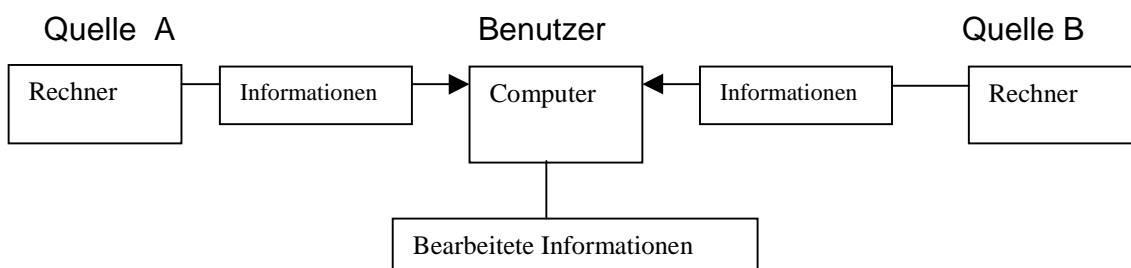 Quelle A Benutzer Quelle B
Rechner Informationen Computer Informationen Rechner
Bearbeitete Informationen